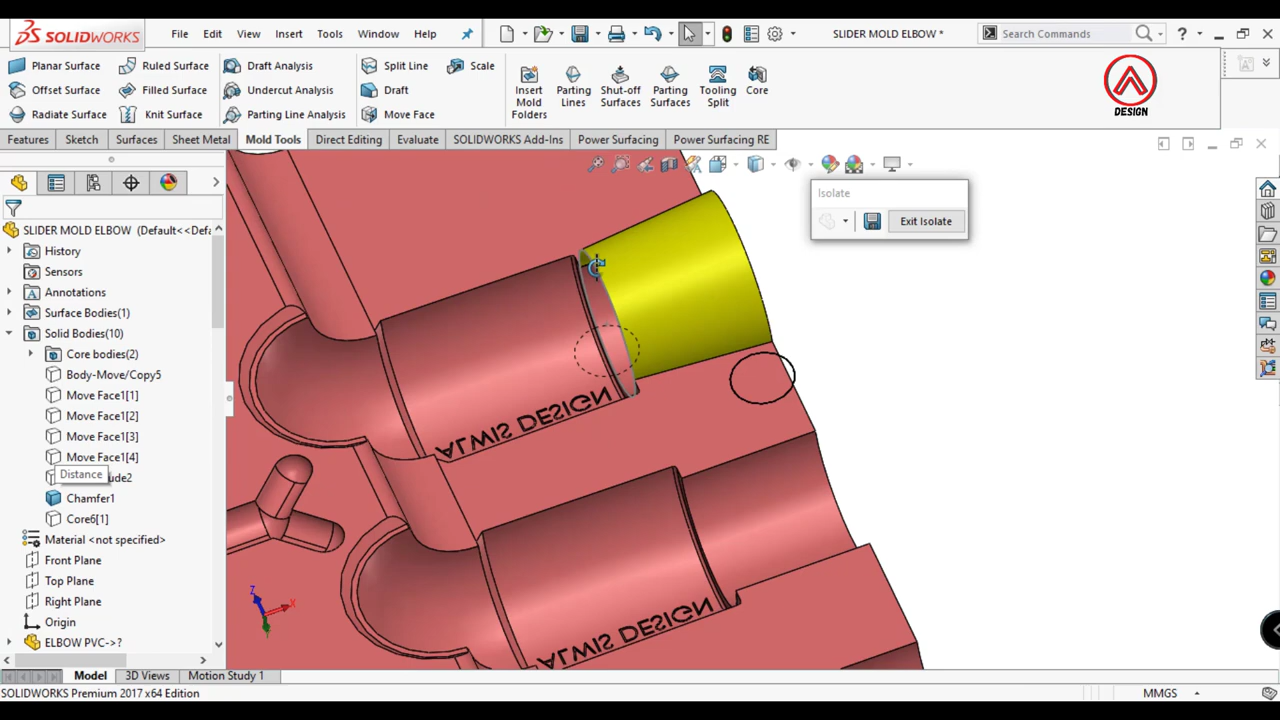 SOLIDWORKS File Edit View Insert Tools Window Help SLIDER MOLD ELBOW * Search Commands ?
Planar Surface Ruled Surface Draft Analysis Split Line Scale
Offset Surface Filled Surface Undercut Analysis Draft
Radiate Surface Knit Surface Parting Line Analysis Move Face
Insert Mold Folders Parting Lines Shut-off Surfaces Parting Surfaces Tooling Split Core
DESIGN
Features Sketch Surfaces Sheet Metal Mold Tools Direct Editing Evaluate SOLIDWORKS Add-Ins Power Surfacing Power Surfacing RE
Isolate
Exit Isolate
SLIDER MOLD ELBOW (Default<<Defa
History
Sensors
Annotations
Surface Bodies(1)
Solid Bodies(10)
Core bodies(2)
Body-Move/Copy5
Move Face1[1]
Move Face1[2]
Move Face1[3]
Move Face1[4]
Distance
ude2
Chamfer1
Core6[1]
Material <not specified>
Front Plane
Top Plane
Right Plane
Origin
ELBOW PVC->?
ALWIS DESIGN
ALWIS DESIGN
Z X
Model 3D Views Motion Study 1
SOLIDWORKS Premium 2017 x64 Edition MMGS